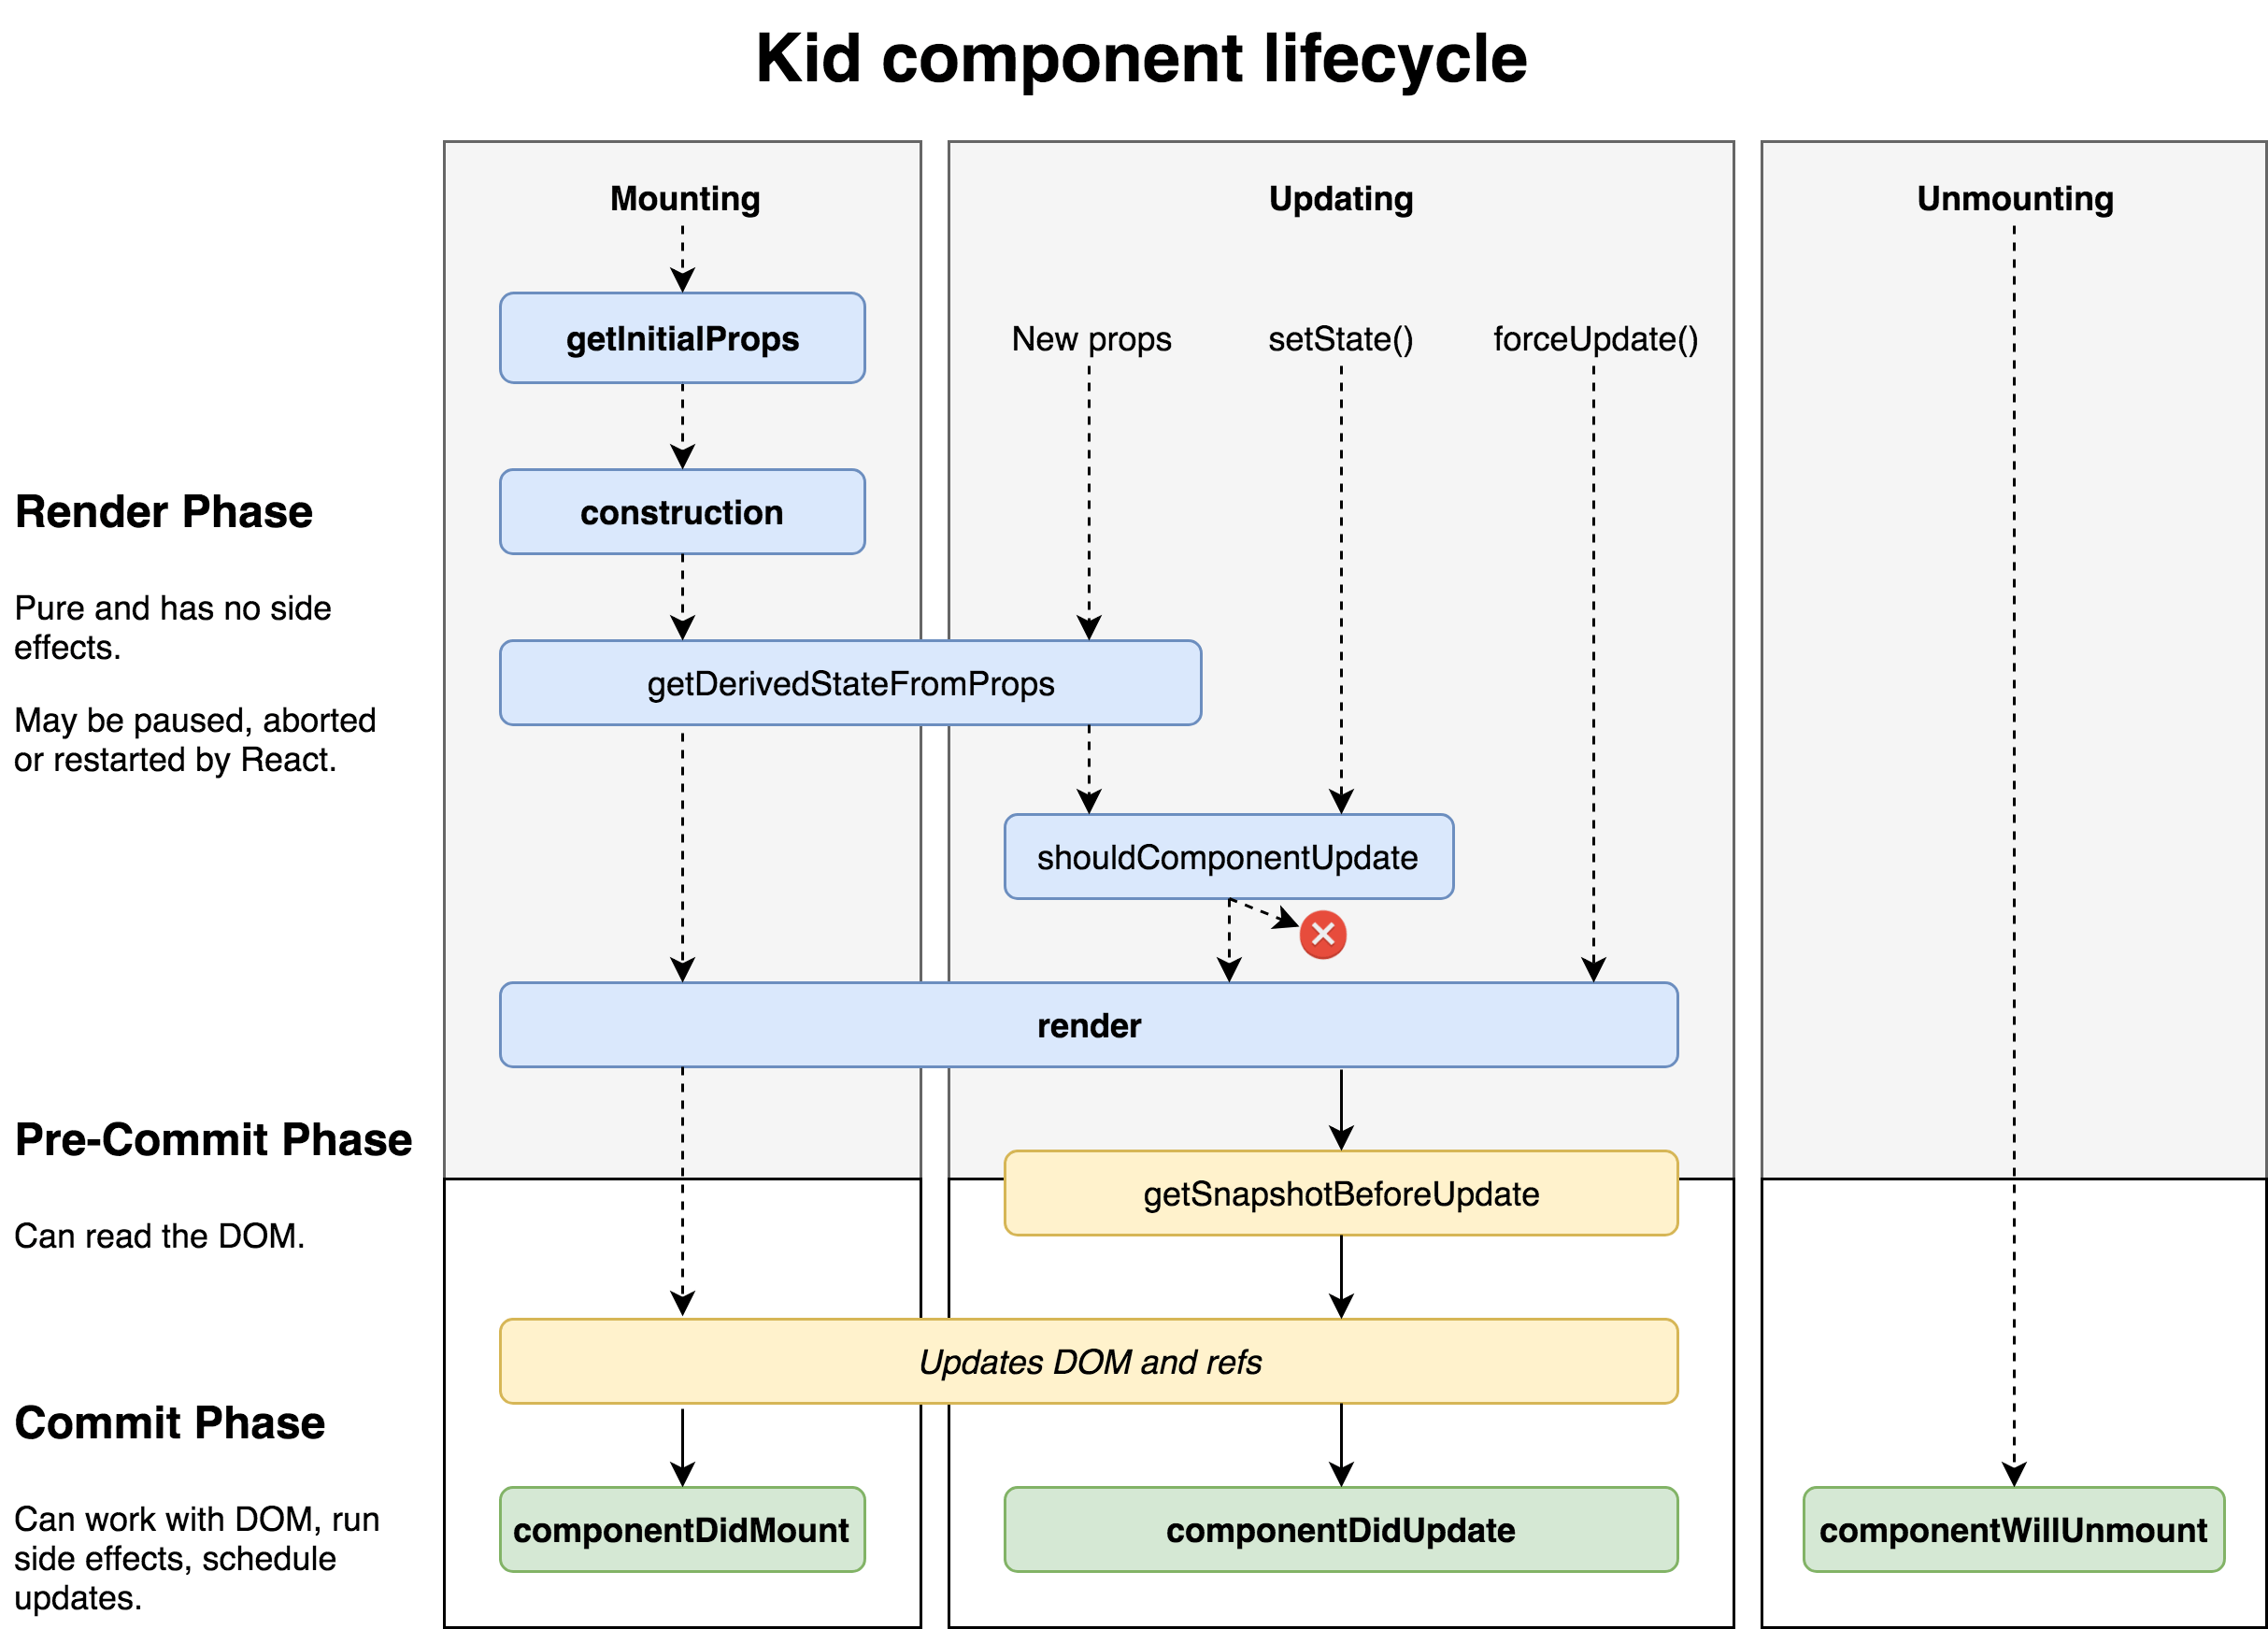 Kid component lifecycle
Mounting
Updating
Unmounting
getInitialProps
New props
setState()
forceUpdate()
construction
Render Phase
Pure and has no side
effects.
May be paused, aborted
or restarted by React.
getDerivedStateFromProps
shouldComponentUpdate
render
Pre-Commit Phase
Can read the DOM.
getSnapshotBeforeUpdate
Updates DOM and refs
Commit Phase
Can work with DOM, run
side effects, schedule
updates.
componentDidMount
componentDidUpdate
componentWillUnmount